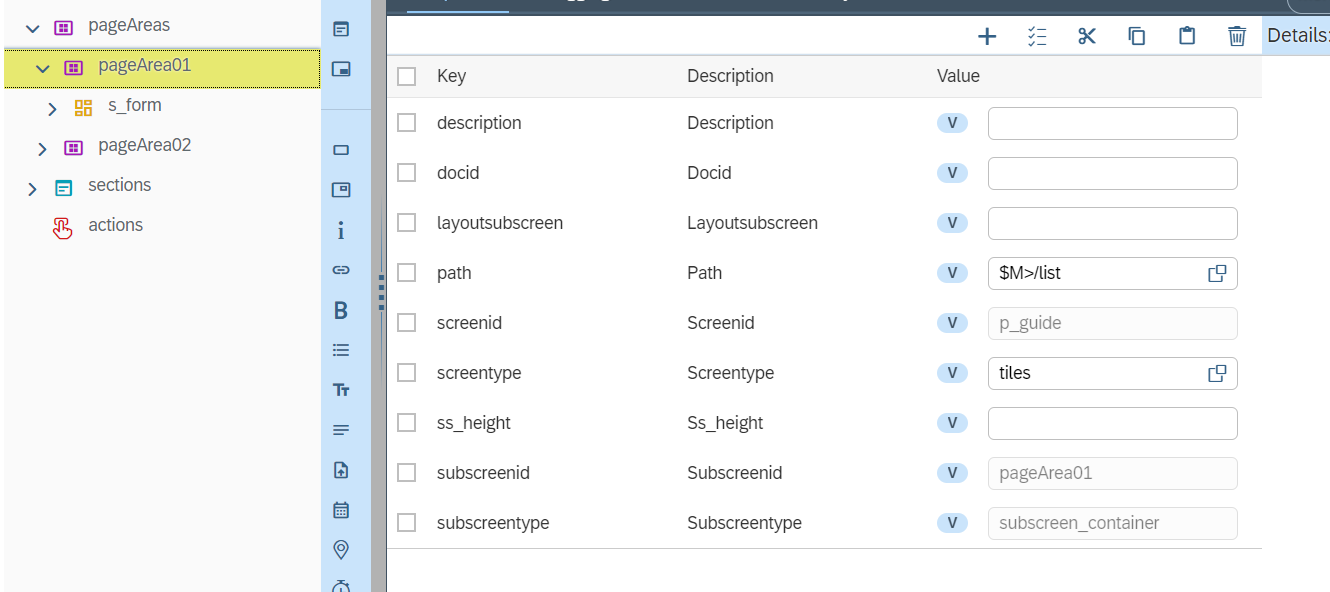 pageAreas
pageArea01
s_form
pageArea02
sections
actions
Details:
Key Description Value
description Description V
docid Docid V
layoutsubscreen Layoutsubscreen V
path Path V $M>/list
screenid Screenid V p_guide
screentype Screentype V tiles
ss_height Ss_height V
subscreenid Subscreenid V pageArea01
subscreentype Subscreentype V subscreen_container